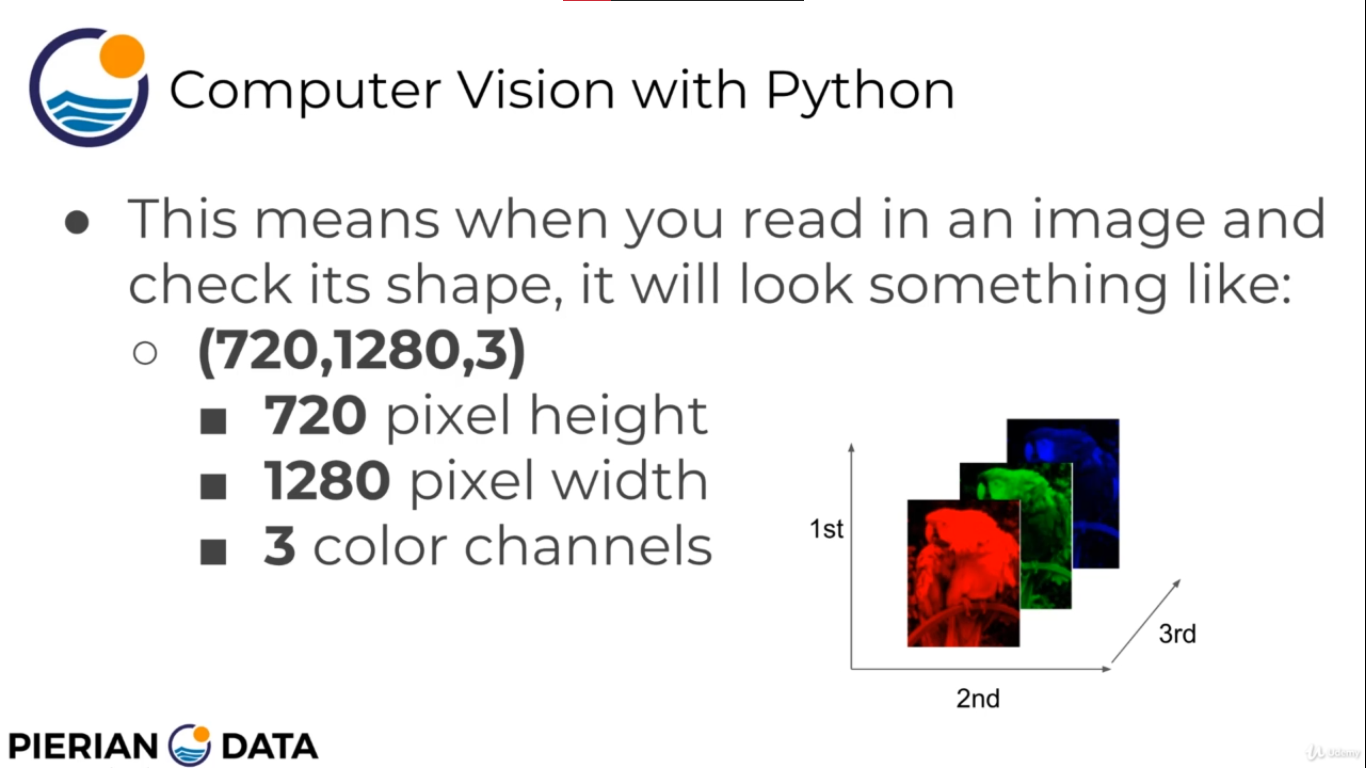 Computer Vision with Python
● This means when you read in an image and
check its shape, it will look something like:
○ (720,1280,3)
■ 720 pixel height
■ 1280 pixel width
■ 3 color channels
1st
3rd
2nd
PIERIAN DATA
Udemy